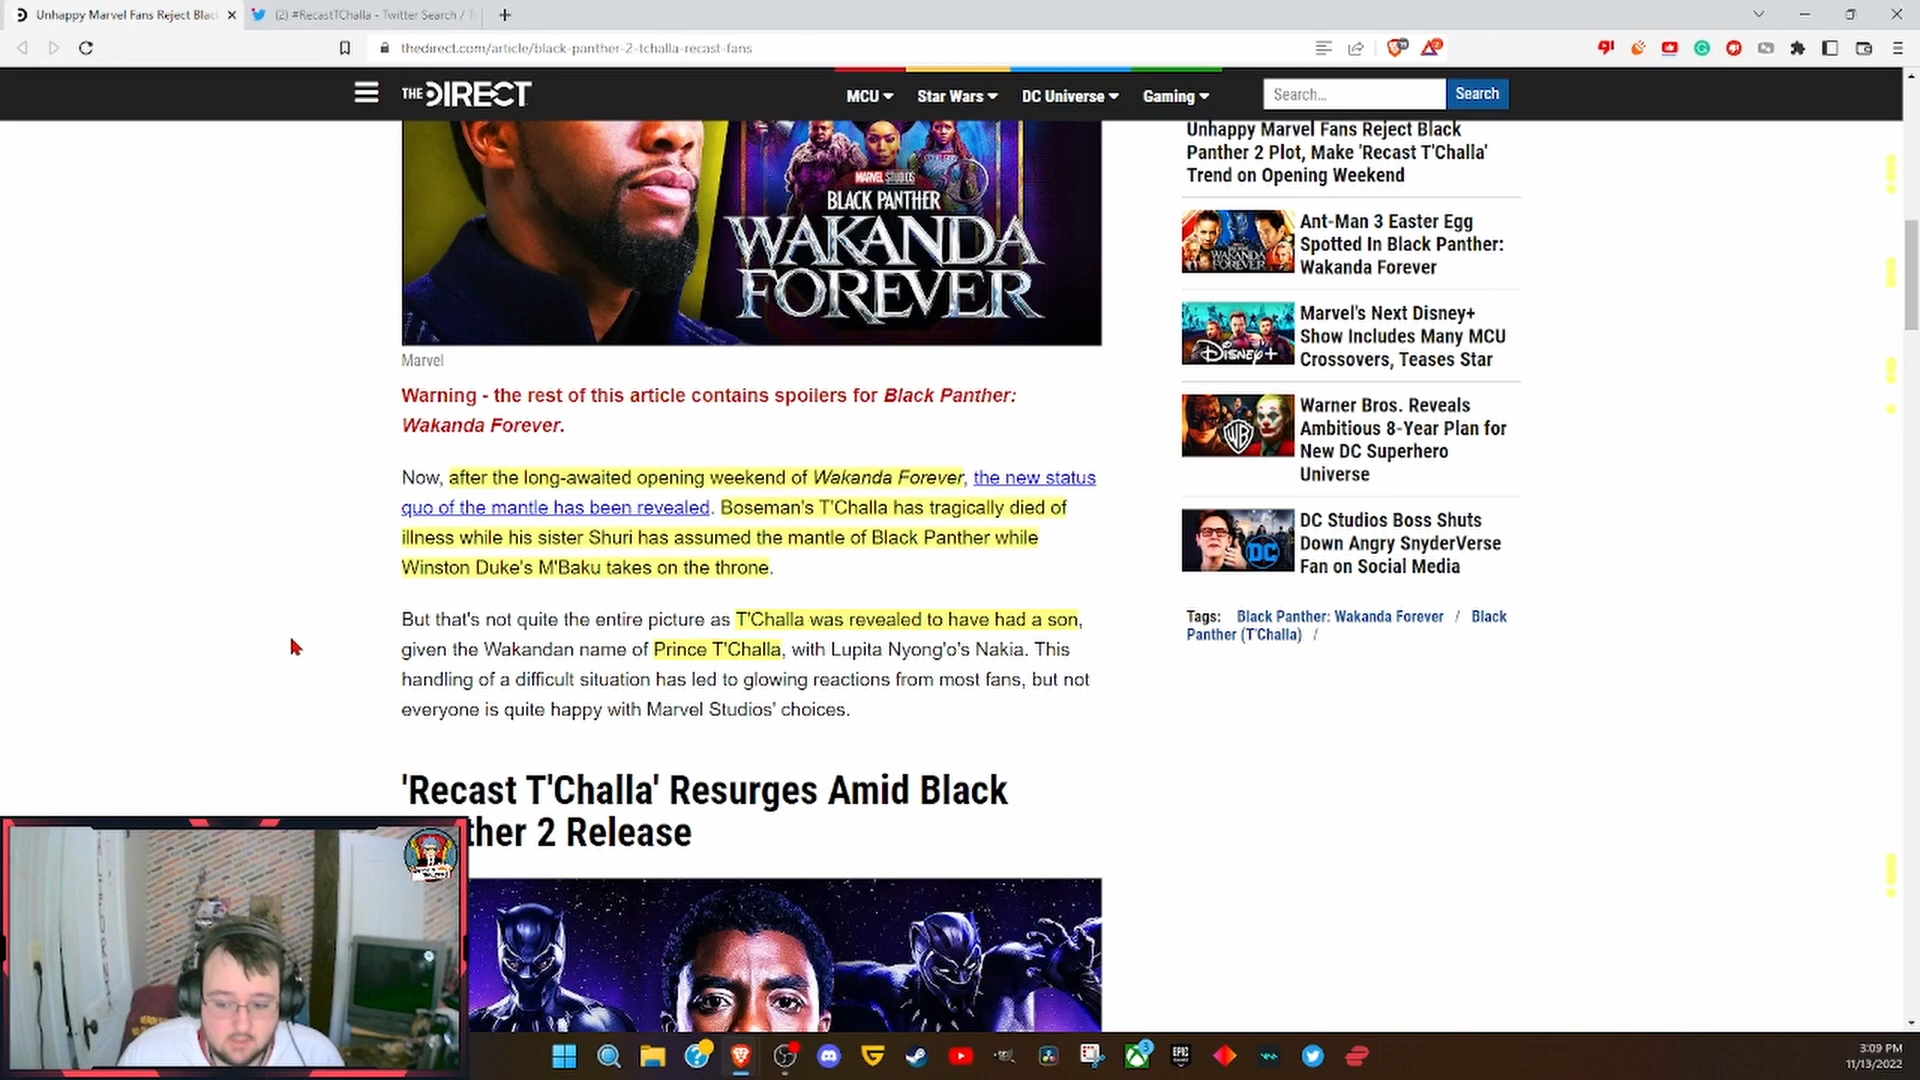 Unhappy Marvel Fans Reject Blac
(2) #RecastTChalla - Twitter Search / T
thedirect.com/article/black-panther-2-tchalla-recast-fans
THE DIRECT
MCU
Star Wars
DC Universe
Gaming
Search...
Search
MARVEL STUDIOS
BLACK PANTHER
WAKANDA
FOREVER
Marvel
Warning - the rest of this article contains spoilers for Black Panther:
Wakanda Forever.
Now, after the long-awaited opening weekend of Wakanda Forever, the new status
quo of the mantle has been revealed. Boseman's T'Challa has tragically died of
illness while his sister Shuri has assumed the mantle of Black Panther while
Winston Duke's M'Baku takes on the throne.
But that's not quite the entire picture as T'Challa was revealed to have had a son,
given the Wakandan name of Prince T'Challa, with Lupita Nyong'o's Nakia. This
handling of a difficult situation has led to glowing reactions from most fans, but not
everyone is quite happy with Marvel Studios' choices.
'Recast T'Challa' Resurges Amid Black
ther 2 Release
Unhappy Marvel Fans Reject Black
Panther 2 Plot, Make 'Recast T'Challa'
Trend on Opening Weekend
WAKANDA
FOREVER
Ant-Man 3 Easter Egg
Spotted In Black Panther:
Wakanda Forever
Disney+
Marvel's Next Disney+
Show Includes Many MCU
Crossovers, Teases Star
WB
Warner Bros. Reveals
Ambitious 8-Year Plan for
New DC Superhero
Universe
DC
DC Studios Boss Shuts
Down Angry SnyderVerse
Fan on Social Media
Tags: Black Panther: Wakanda Forever / Black
Panther (T'Challa) /
EPIC
3
3:09 PM
11/13/2022